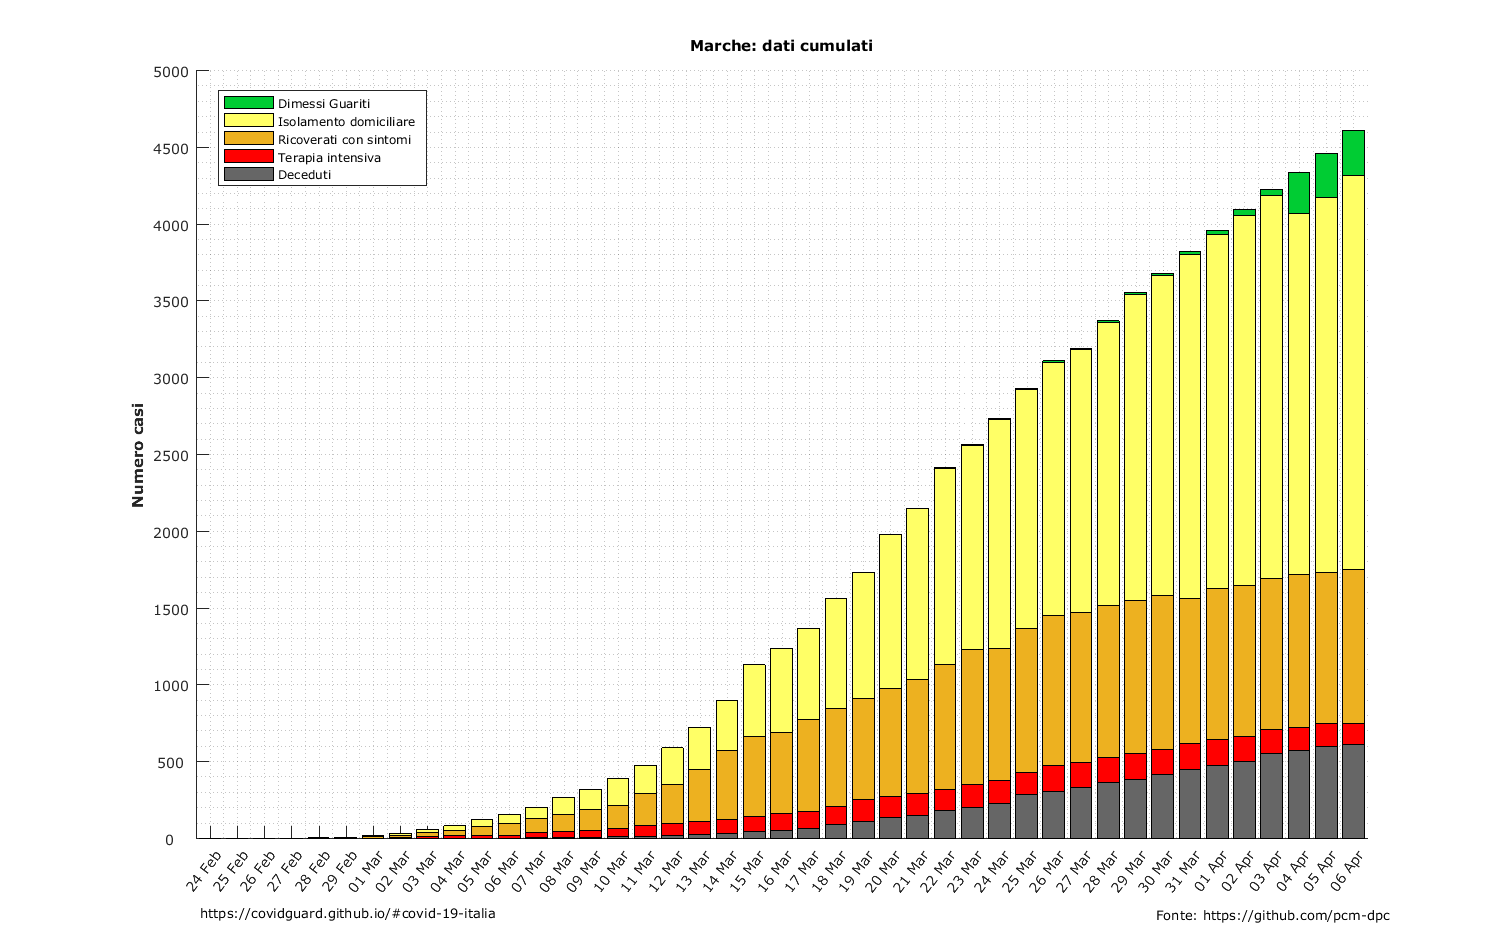 Marche: dati cumulati
5000
4500
4000
3500
3000
2500
2000
1500
1000
500
0
Numero casi
Dimessi Guariti
Isolamento domiciliare
Ricoverati con sintomi
Terapia intensiva
Deceduti
24 Feb
25 Feb
26 Feb
27 Feb
28 Feb
29 Feb
01 Mar
02 Mar
03 Mar
04 Mar
05 Mar
06 Mar
07 Mar
08 Mar
09 Mar
10 Mar
11 Mar
12 Mar
13 Mar
14 Mar
15 Mar
16 Mar
17 Mar
18 Mar
19 Mar
20 Mar
21 Mar
22 Mar
23 Mar
24 Mar
25 Mar
26 Mar
27 Mar
28 Mar
29 Mar
30 Mar
31 Mar
01 Apr
02 Apr
03 Apr
04 Apr
05 Apr
06 Apr
https://covidguard.github.io/#covid-19-italia
Fonte: https://github.com/pcm-dpc